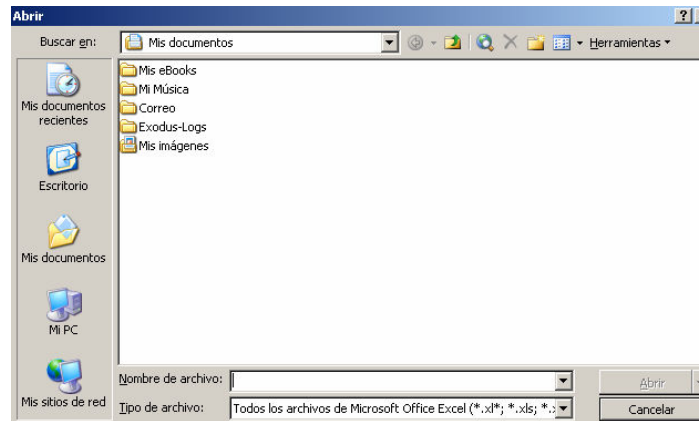 Abrir
Buscar en: Mis documentos Herramientas
Mis eBooks
Mi Música
Correo
Exodus-Logs
Mis imágenes
Mis documentos
recientes
Escritorio
Mis documentos
Mi PC
Mis sitios de red
Nombre de archivo: Abrir
Tipo de archivo: Todos los archivos de Microsoft Office Excel (*.xl*; *.xls; *. Cancelar